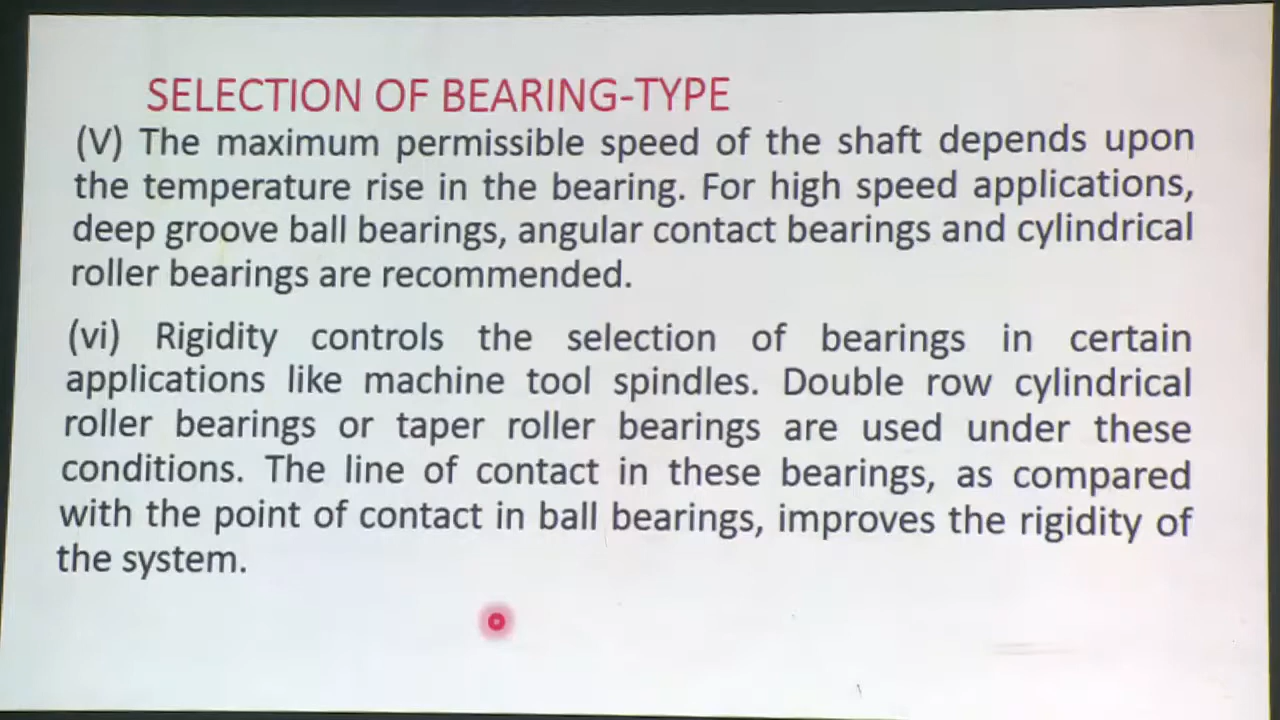 SELECTION OF BEARING-TYPE
(V) The maximum permissible speed of the shaft depends upon
the temperature rise in the bearing. For high speed applications,
deep groove ball bearings, angular contact bearings and cylindrical
roller bearings are recommended.
(vi) Rigidity controls the selection of bearings in certain
applications like machine tool spindles. Double row cylindrical
roller bearings or taper roller bearings are used under these
conditions. The line of contact in these bearings, as compared
with the point of contact in ball bearings, improves the rigidity of
the system.